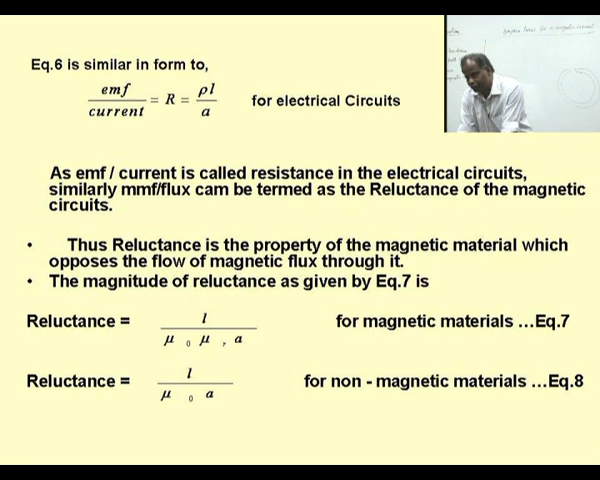 Eq.6 is similar in form to,
emf / current = R = ρl / a for electrical Circuits
As emf / current is called resistance in the electrical circuits,
similarly mmf/flux cam be termed as the Reluctance of the magnetic
circuits.
• Thus Reluctance is the property of the magnetic material which
opposes the flow of magnetic flux through it.
• The magnitude of reluctance as given by Eq.7 is
Reluctance = l / μ 0 μ r a for magnetic materials ...Eq.7
Reluctance = l / μ 0 a for non - magnetic materials ...Eq.8